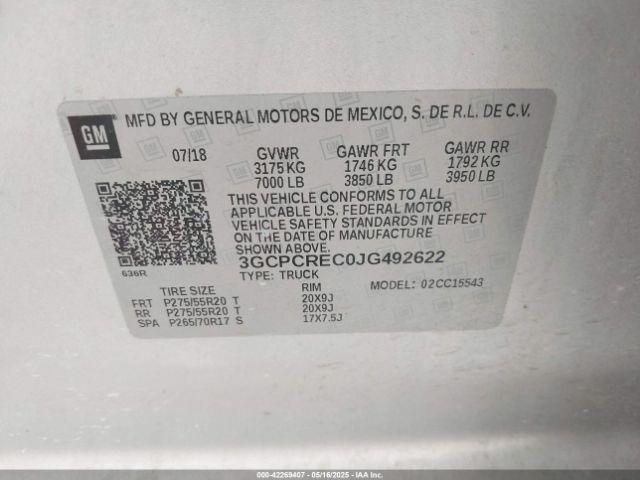 GM
MFD BY GENERAL MOTORS DE MEXICO, S. DE R.L. DE C.V.
07/18 GVWR GAWR FRT GAWR RR
3175 KG 1746 KG 1792 KG
7000 LB 3850 LB 3950 LB
THIS VEHICLE CONFORMS TO ALL
APPLICABLE U.S. FEDERAL MOTOR
VEHICLE SAFETY STANDARDS IN EFFECT
ON THE DATE OF MANUFACTURE
SHOWN ABOVE.
636R 3GCPCREC0JG492622
TYPE: TRUCK MODEL: 02CC15543
TIRE SIZE RIM
FRT P275/55R20 T 20X9J
RR P275/55R20 T 20X9J
SPA P265/70R17 S 17X7.5J
000-42269407 - 05/16/2025 - IAA, Inc.